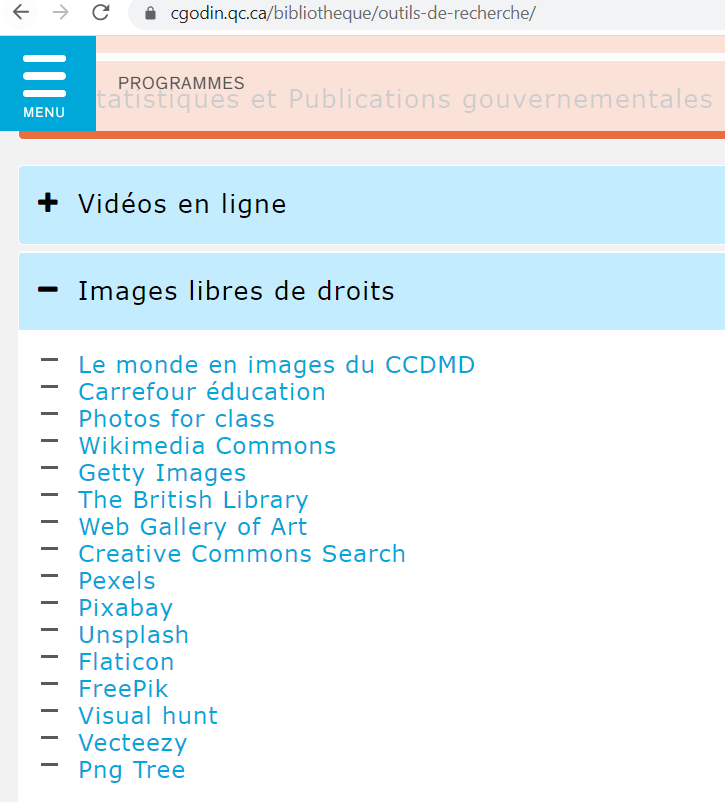 cgodin.qc.ca/bibliotheque/outils-de-recherche/
MENU
PROGRAMMES
tatistiques et Publications gouvernementales
Vidéos en ligne
Images libres de droits
Le monde en images du CCDMD
Carrefour éducation
Photos for class
Wikimedia Commons
Getty Images
The British Library
Web Gallery of Art
Creative Commons Search
Pexels
Pixabay
Unsplash
Flaticon
FreePik
Visual hunt
Vecteezy
Png Tree